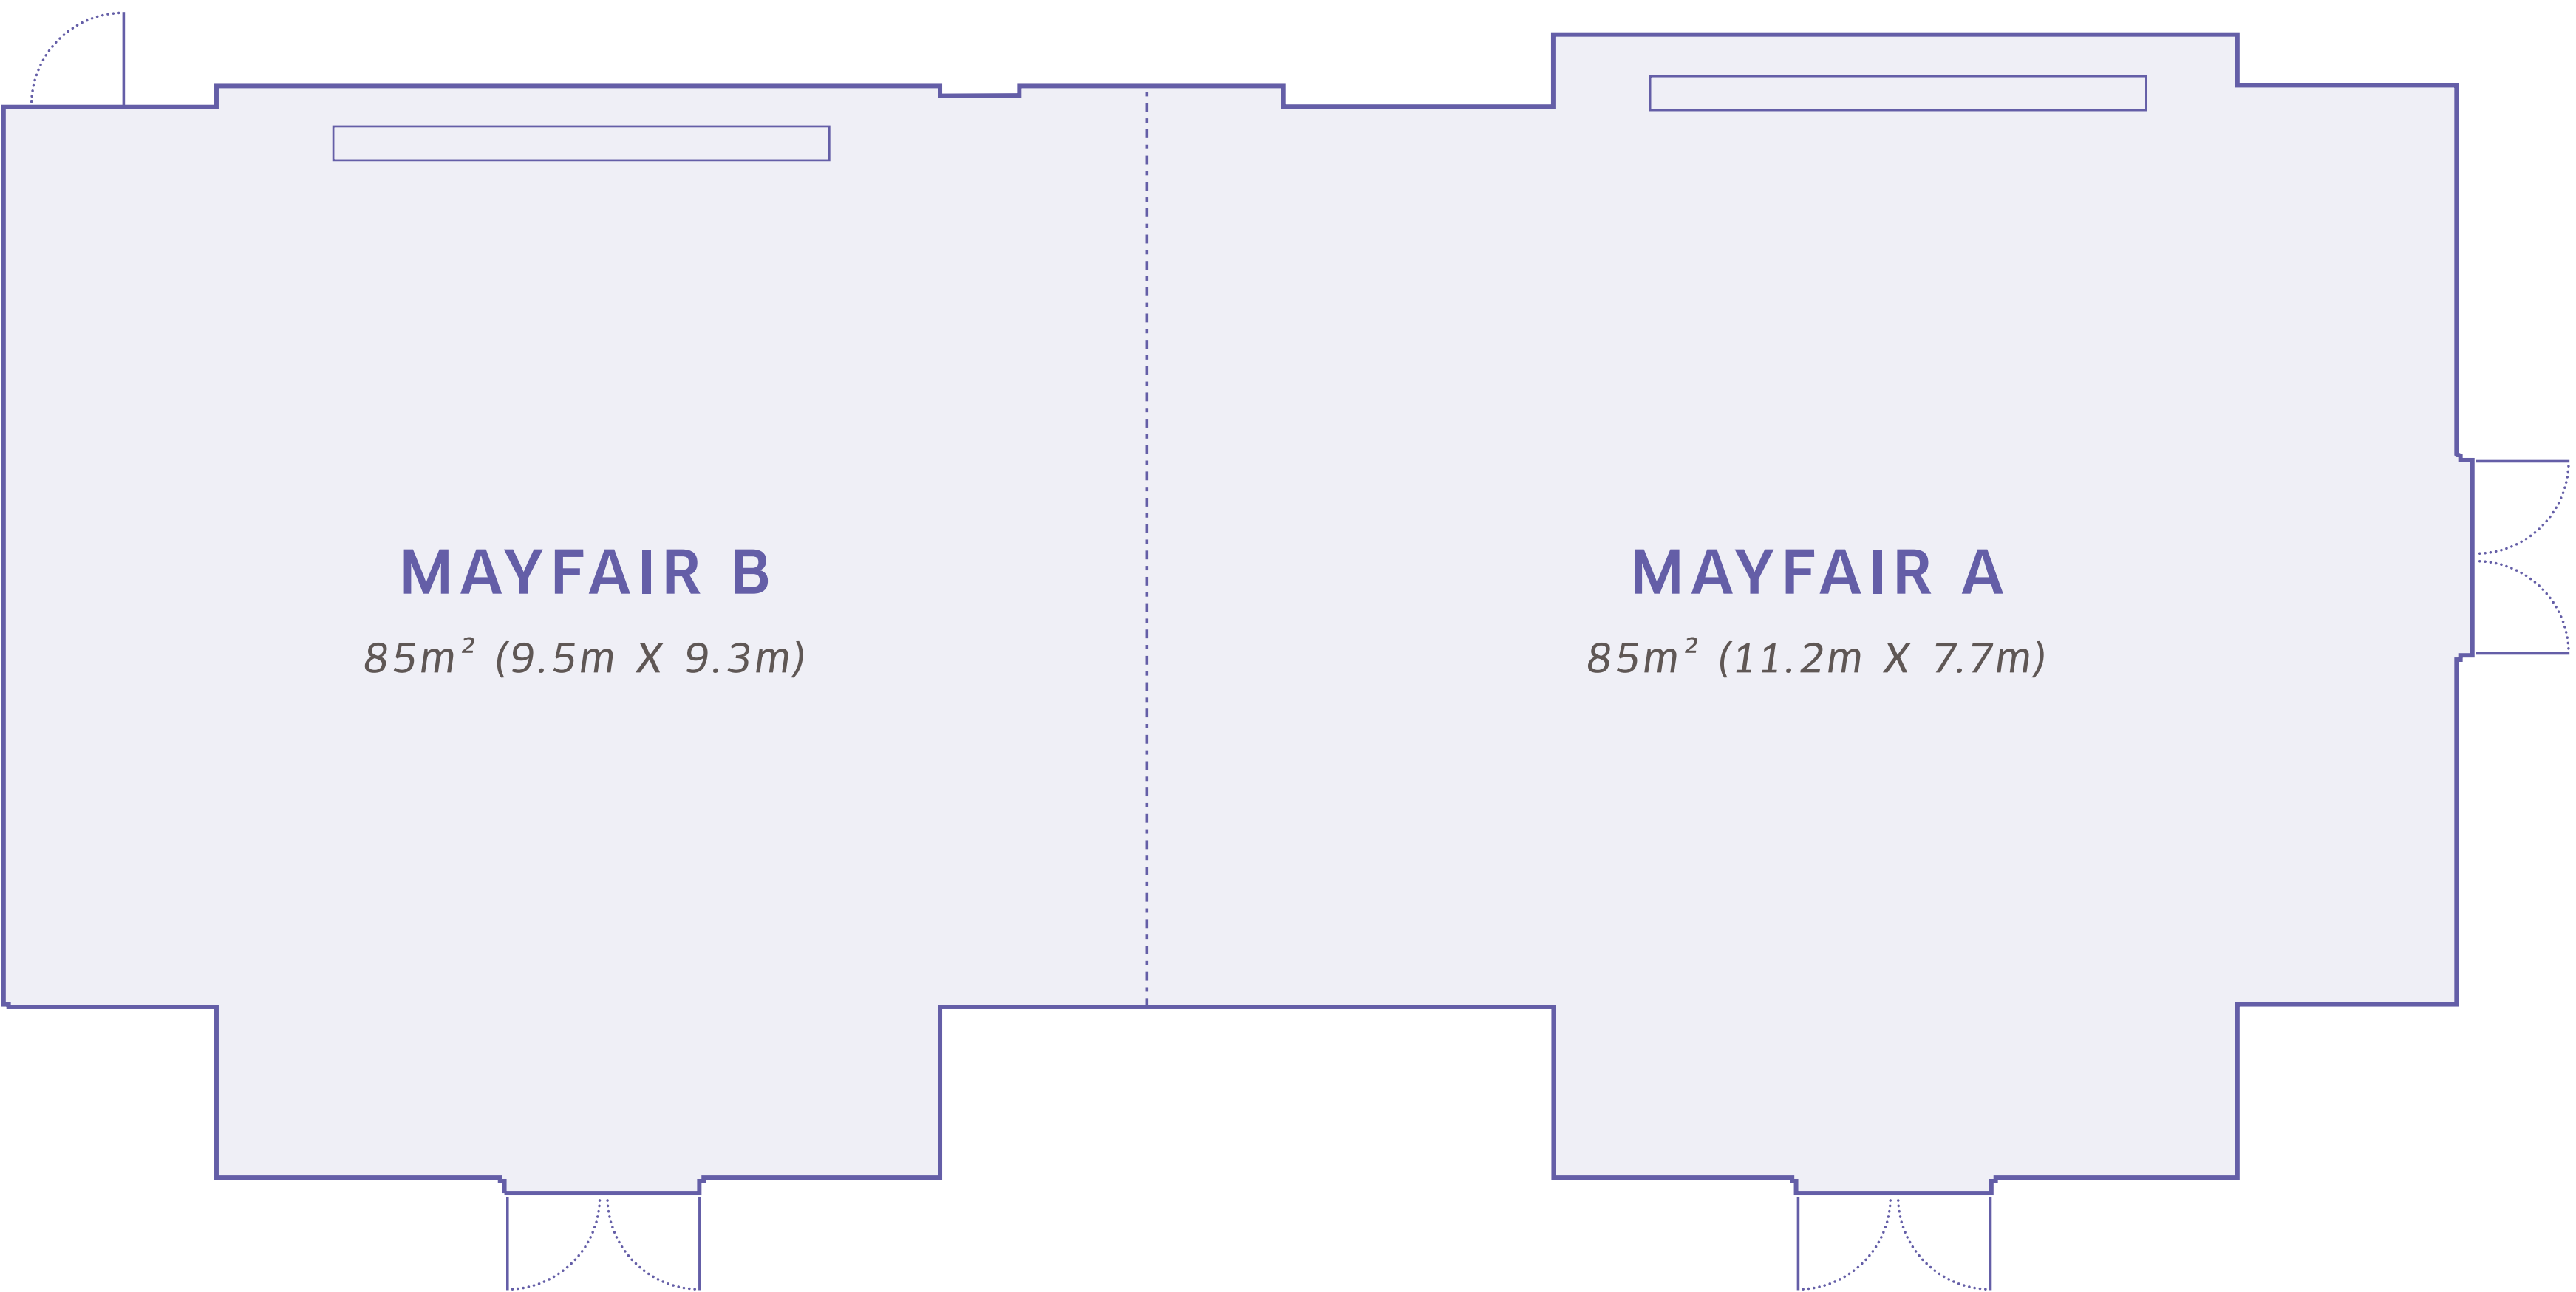 MAYFAIR B
85m² (9.5m X 9.3m)
MAYFAIR A
85m² (11.2m X 7.7m)